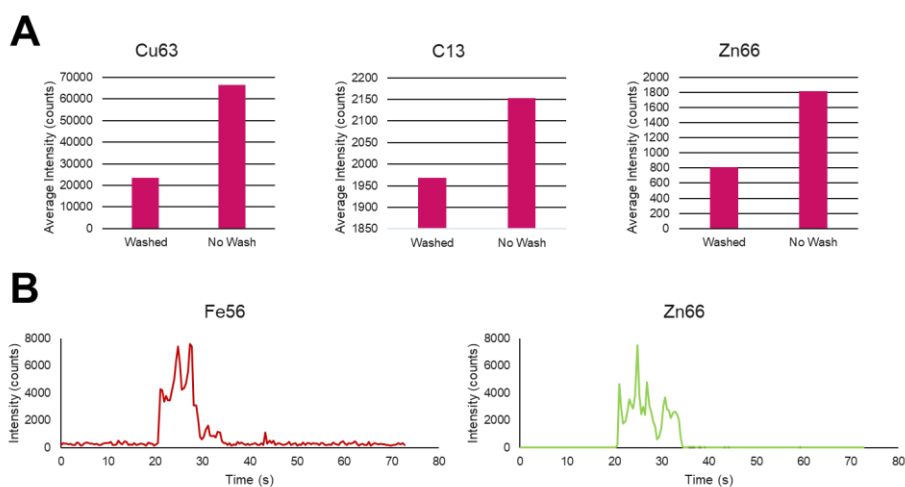 A
Cu63
Average Intensity (counts)
70000
60000
50000
40000
30000
20000
10000
0
Washed No Wash
C13
Average Intensity (counts)
2200
2150
2100
2050
2000
1950
1900
1850
Washed No Wash
Zn66
Average Intensity (counts)
2000
1800
1600
1400
1200
1000
800
600
400
200
0
Washed No Wash
B
Fe56
Intensity (counts)
8000
6000
4000
2000
0
0 10 20 30 40 50 60 70 80
Time (s)
Zn66
Intensity (counts)
8000
6000
4000
2000
0
0 10 20 30 40 50 60 70 80
Time (s)